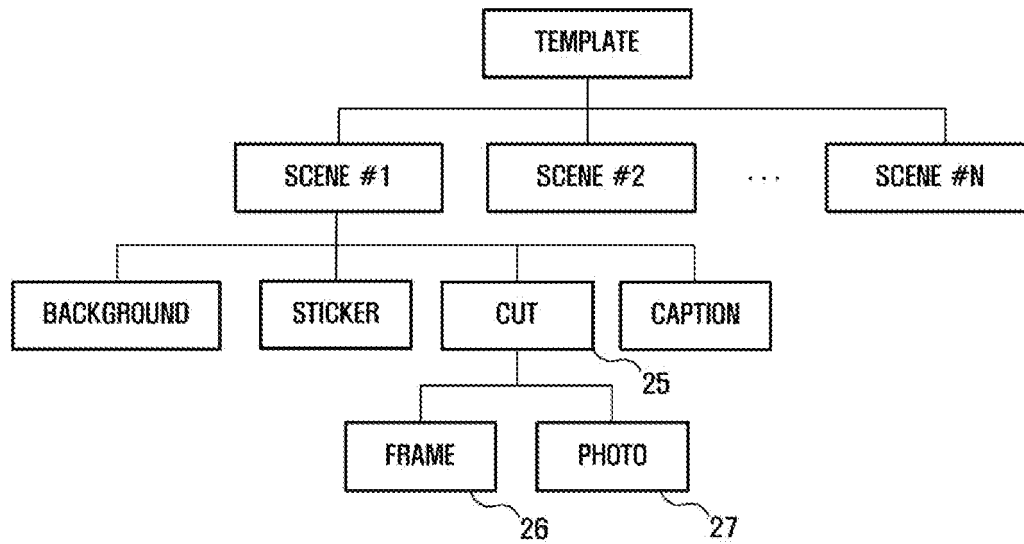 TEMPLATE
SCENE #1 SCENE #2 ... SCENE #N
BACKGROUND STICKER CUT CAPTION
25
FRAME PHOTO
26 27